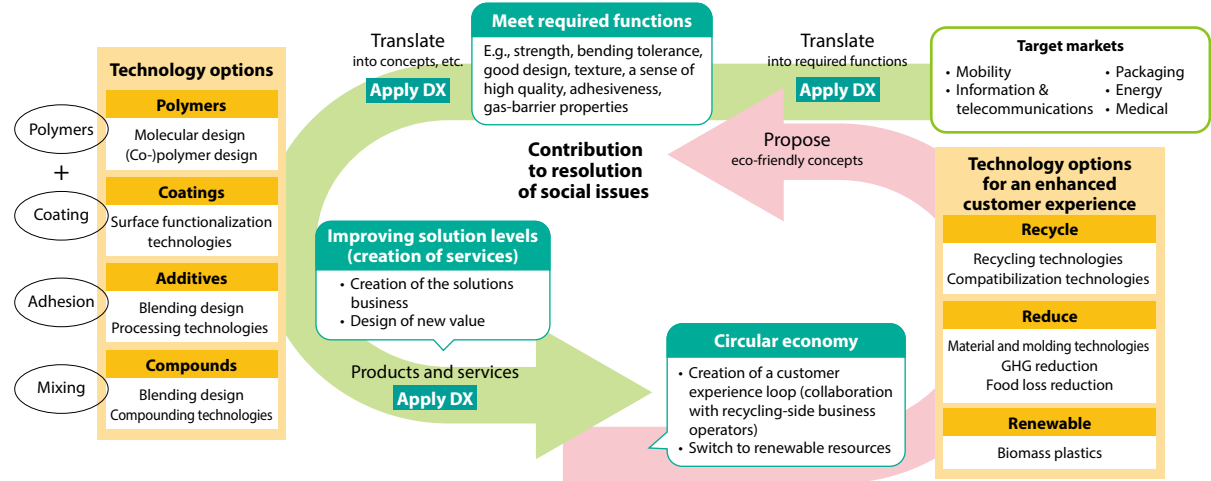 Polymers
+
Coating
Adhesion
Mixing
Technology options
Polymers
Molecular design
(Co-)polymer design
Coatings
Surface functionalization
technologies
Additives
Blending design
Processing technologies
Compounds
Blending design
Compounding technologies
Translate
into concepts, etc.
Apply DX
Meet required functions
E.g., strength, bending tolerance,
good design, texture, a sense of
high quality, adhesiveness,
gas-barrier properties
Translate
into required functions
Apply DX
Target markets
• Mobility
• Information &
telecommunications
• Packaging
• Energy
• Medical
Contribution
to resolution
of social issues
Propose
eco-friendly concepts
Improving solution levels
(creation of services)
• Creation of the solutions
business
• Design of new value
Products and services
Apply DX
Circular economy
• Creation of a customer
experience loop (collaboration
with recycling-side business
operators)
• Switch to renewable resources
Technology options
for an enhanced
customer experience
Recycle
Recycling technologies
Compatibilization technologies
Reduce
Material and molding technologies
GHG reduction
Food loss reduction
Renewable
Biomass plastics